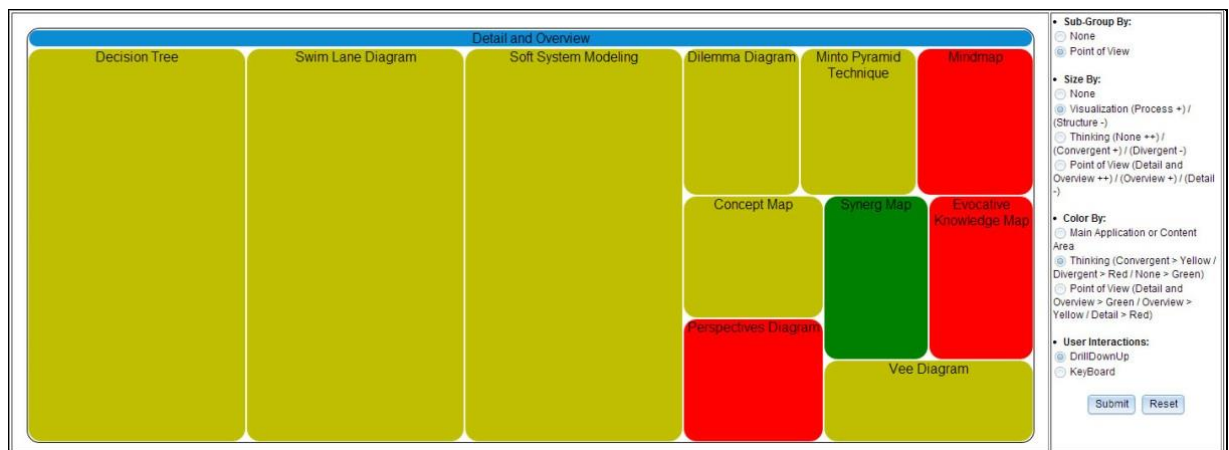 Detail and Overview
Decision Tree
Swim Lane Diagram
Soft System Modeling
Dilemma Diagram
Minto Pyramid
Technique
Mindmap
Concept Map
Synerg Map
Evocative
Knowledge Map
Perspectives Diagram
Vee Diagram
• Sub-Group By:
None
Point of View
• Size By:
None
Visualization (Process +) /
(Structure -)
Thinking (None ++) /
(Convergent +) / (Divergent -)
Point of View (Detail and
Overview ++) / (Overview +) / (Detail
-)
• Color By:
Main Application or Content
Area
Thinking (Convergent > Yellow /
Divergent > Red / None > Green)
Point of View (Detail and
Overview > Green / Overview >
Yellow / Detail > Red)
• User Interactions:
DrillDownUp
KeyBoard
Submit Reset